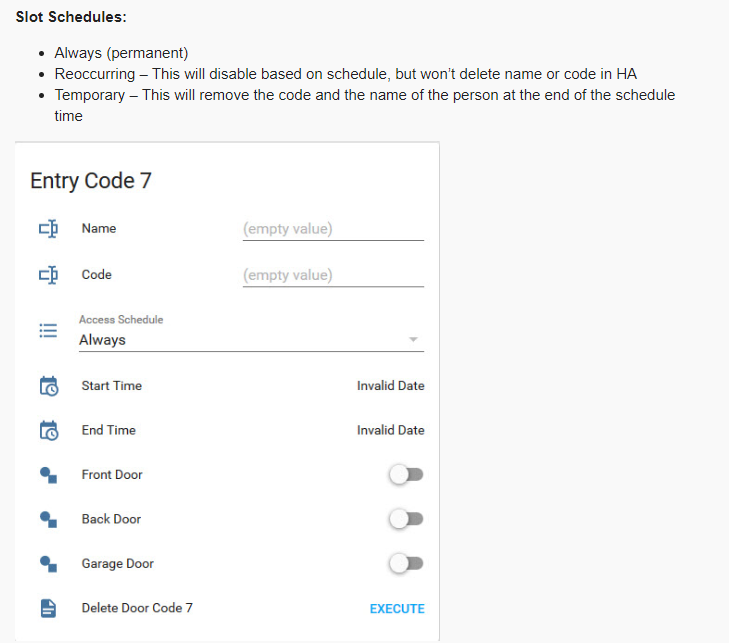 Slot Schedules:
Always (permanent)
Reoccurring – This will disable based on schedule, but won't delete name or code in HA
Temporary – This will remove the code and the name of the person at the end of the schedule
time
Entry Code 7
Name (empty value)
Code (empty value)
Access Schedule
Always
Start Time Invalid Date
End Time Invalid Date
Front Door
Back Door
Garage Door
Delete Door Code 7 EXECUTE